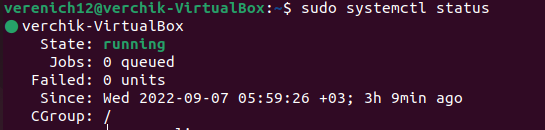 verenich12@verchik-VirtualBox:~$ sudo systemctl status
● verchik-VirtualBox
State: running
Jobs: 0 queued
Failed: 0 units
Since: Wed 2022-09-07 05:59:26 +03; 3h 9min ago
CGroup: /